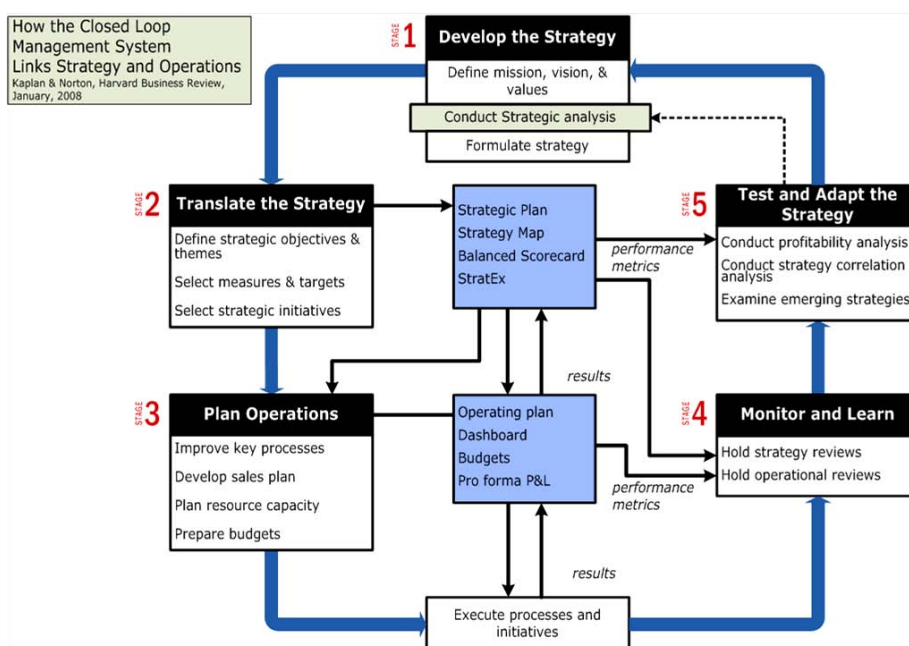 How the Closed Loop
Management System
Links Strategy and Operations
Kaplan & Norton, Harvard Business Review,
January, 2008
STAGE 1
Develop the Strategy
Define mission, vision, &
values
Conduct Strategic analysis
Formulate strategy
STAGE 2
Translate the Strategy
Define strategic objectives &
themes
Select measures & targets
Select strategic initiatives
Strategic Plan
Strategy Map
Balanced Scorecard
StratEx
performance
metrics
STAGE 5
Test and Adapt the
Strategy
Conduct profitability analysis
Conduct strategy correlation
analysis
Examine emerging strategies
results
STAGE 3
Plan Operations
Improve key processes
Develop sales plan
Plan resource capacity
Prepare budgets
Operating plan
Dashboard
Budgets
Pro forma P&L
performance
metrics
STAGE 4
Monitor and Learn
Hold strategy reviews
Hold operational reviews
results
Execute processes and
initiatives